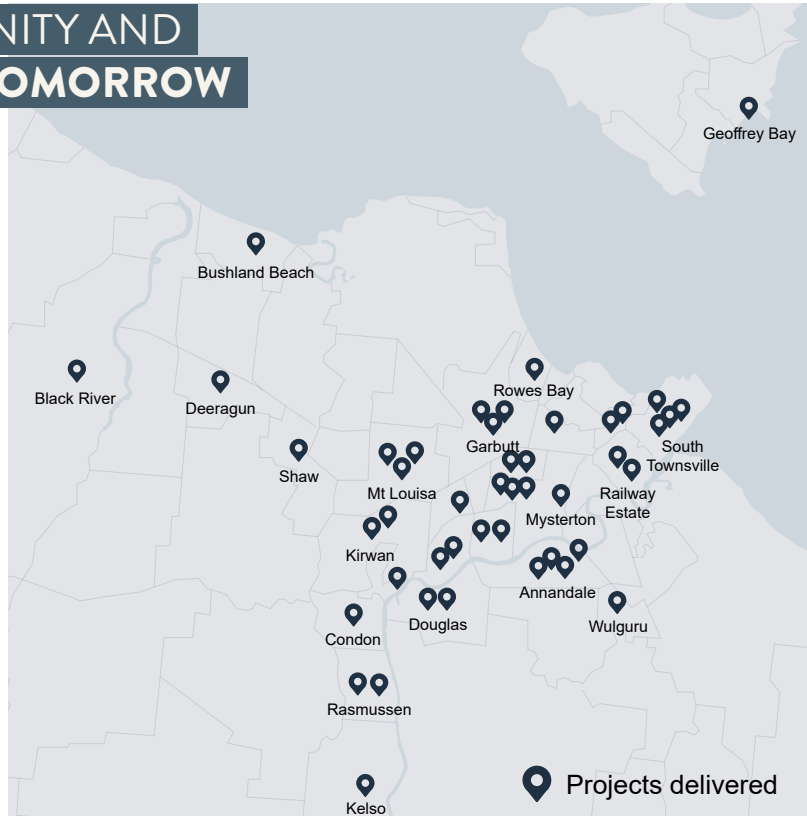 NITY AND
OMORROW
Geoffrey Bay
Bushland Beach
Black River
Deeragun
Rowes Bay
Garbutt
South
Townsville
Shaw
Mt Louisa
Railway
Estate
Mysterton
Kirwan
Annandale
Douglas
Wulguru
Condon
Rasmussen
Projects delivered
Kelso